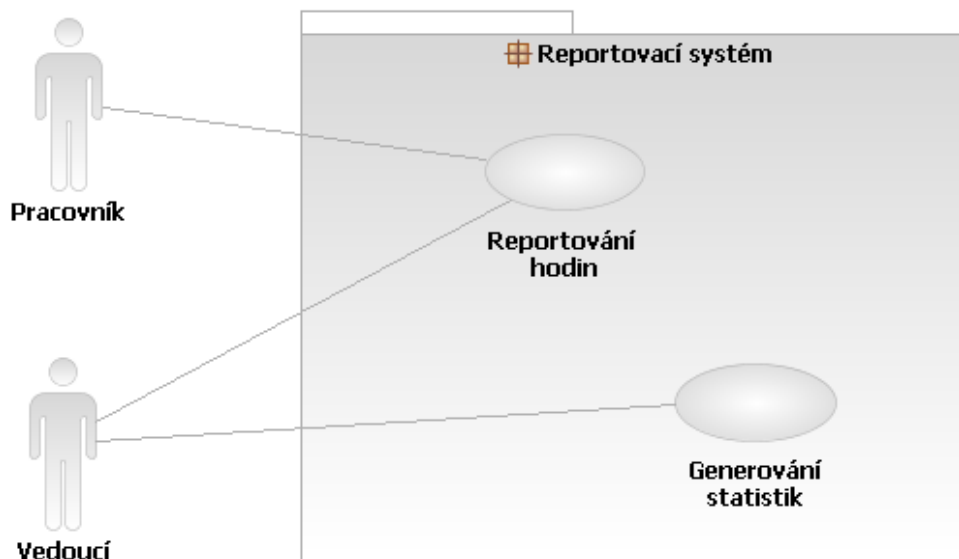 Reportovací systém
Pracovník
Reportování
hodin
Generování
statistik
Vedoucí